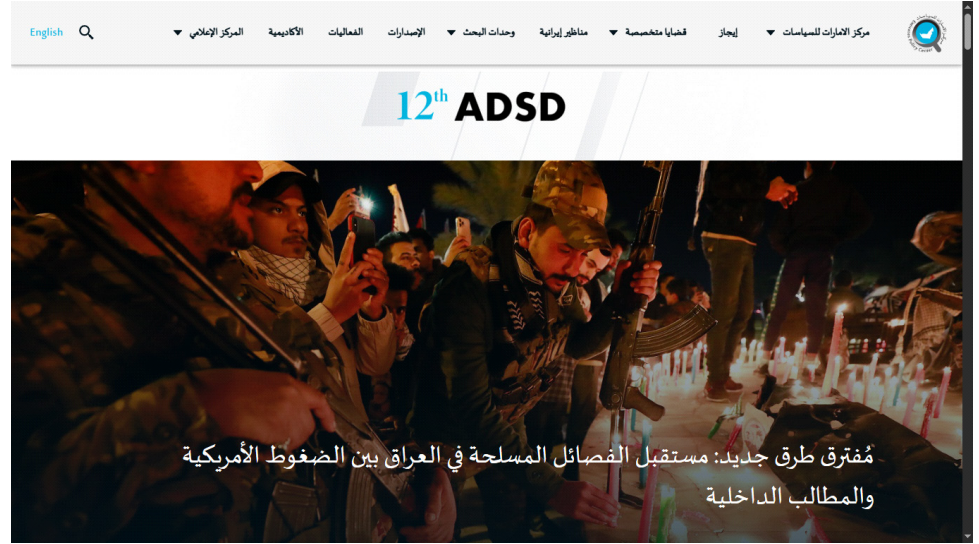 مركز الامارات للسياسات
إيجاز
قضايا متخصصة
مناظير إيرانية
وحدات البحث
الإصدارات
الفعاليات
الأكاديمية
المركز الإعلامي
English
12th ADSD
مُفترق طرق جديد: مستقبل الفصائل المسلحة في العراق بين الضغوط الأمريكية
والمطالب الداخلية